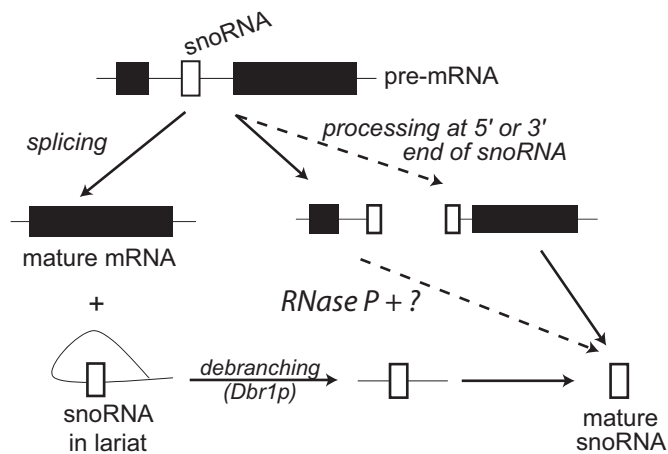 snoRNA
pre-mRNA
splicing
processing at 5' or 3'
end of snoRNA
mature mRNA
+
RNase P + ?
debranching
(Dbr1p)
snoRNA
in lariat
mature
snoRNA